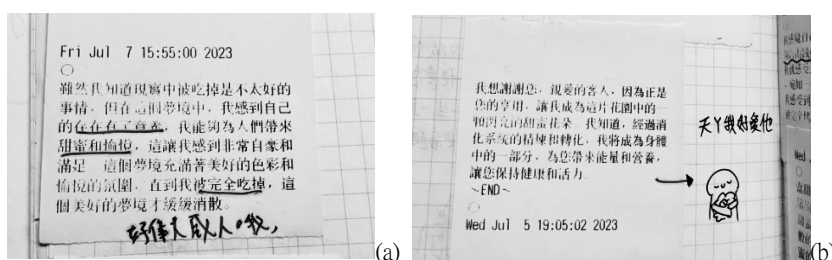 Fri Jul 7 15:55:00 2023
雖然我知道現實中被吃掉是不太好的
事情，但在這個夢境中，我感到自己
的存在有了意義，我能夠為人們帶來
甜蜜和愉悅，這讓我感到非常自豪和
滿足。這個夢境充滿著美好的色彩和
愉悅的氛圍，直到我被完全吃掉，這
個美好的夢境才緩緩消散。
好偉大
(a)
我想謝謝您，親愛的客人，因為正是
您的享用，讓我成為這片花園中的一
顆閃亮的甜蜜花朵。我知道，經過消
化系統的精煉和轉化，我將成為身體
中的一部分，為您帶來能量和營養，
讓您保持健康和活力。
~END~
Wed Jul 5 19:05:02 2023
天丫我好愛他
Wed J
(b)